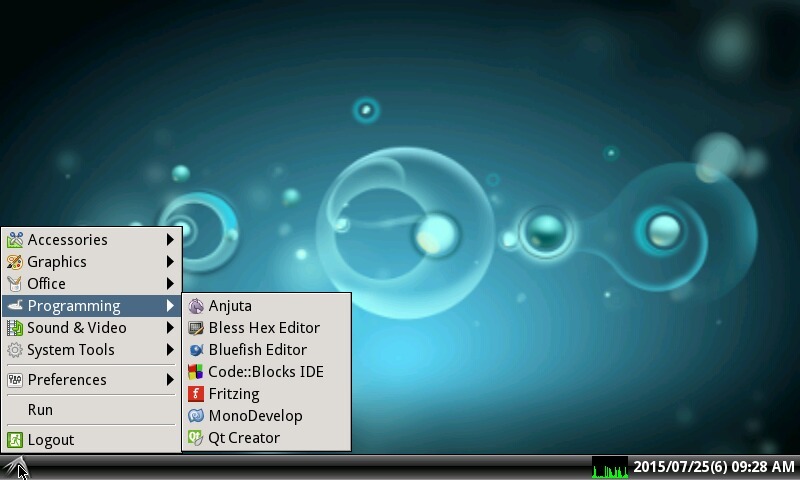 Accessories
Graphics
Office
Programming
Sound & Video
System Tools
Preferences
Run
Logout
Anjuta
Bless Hex Editor
Bluefish Editor
Code::Blocks IDE
Fritzing
MonoDevelop
Qt Creator
2015/07/25(6) 09:28 AM